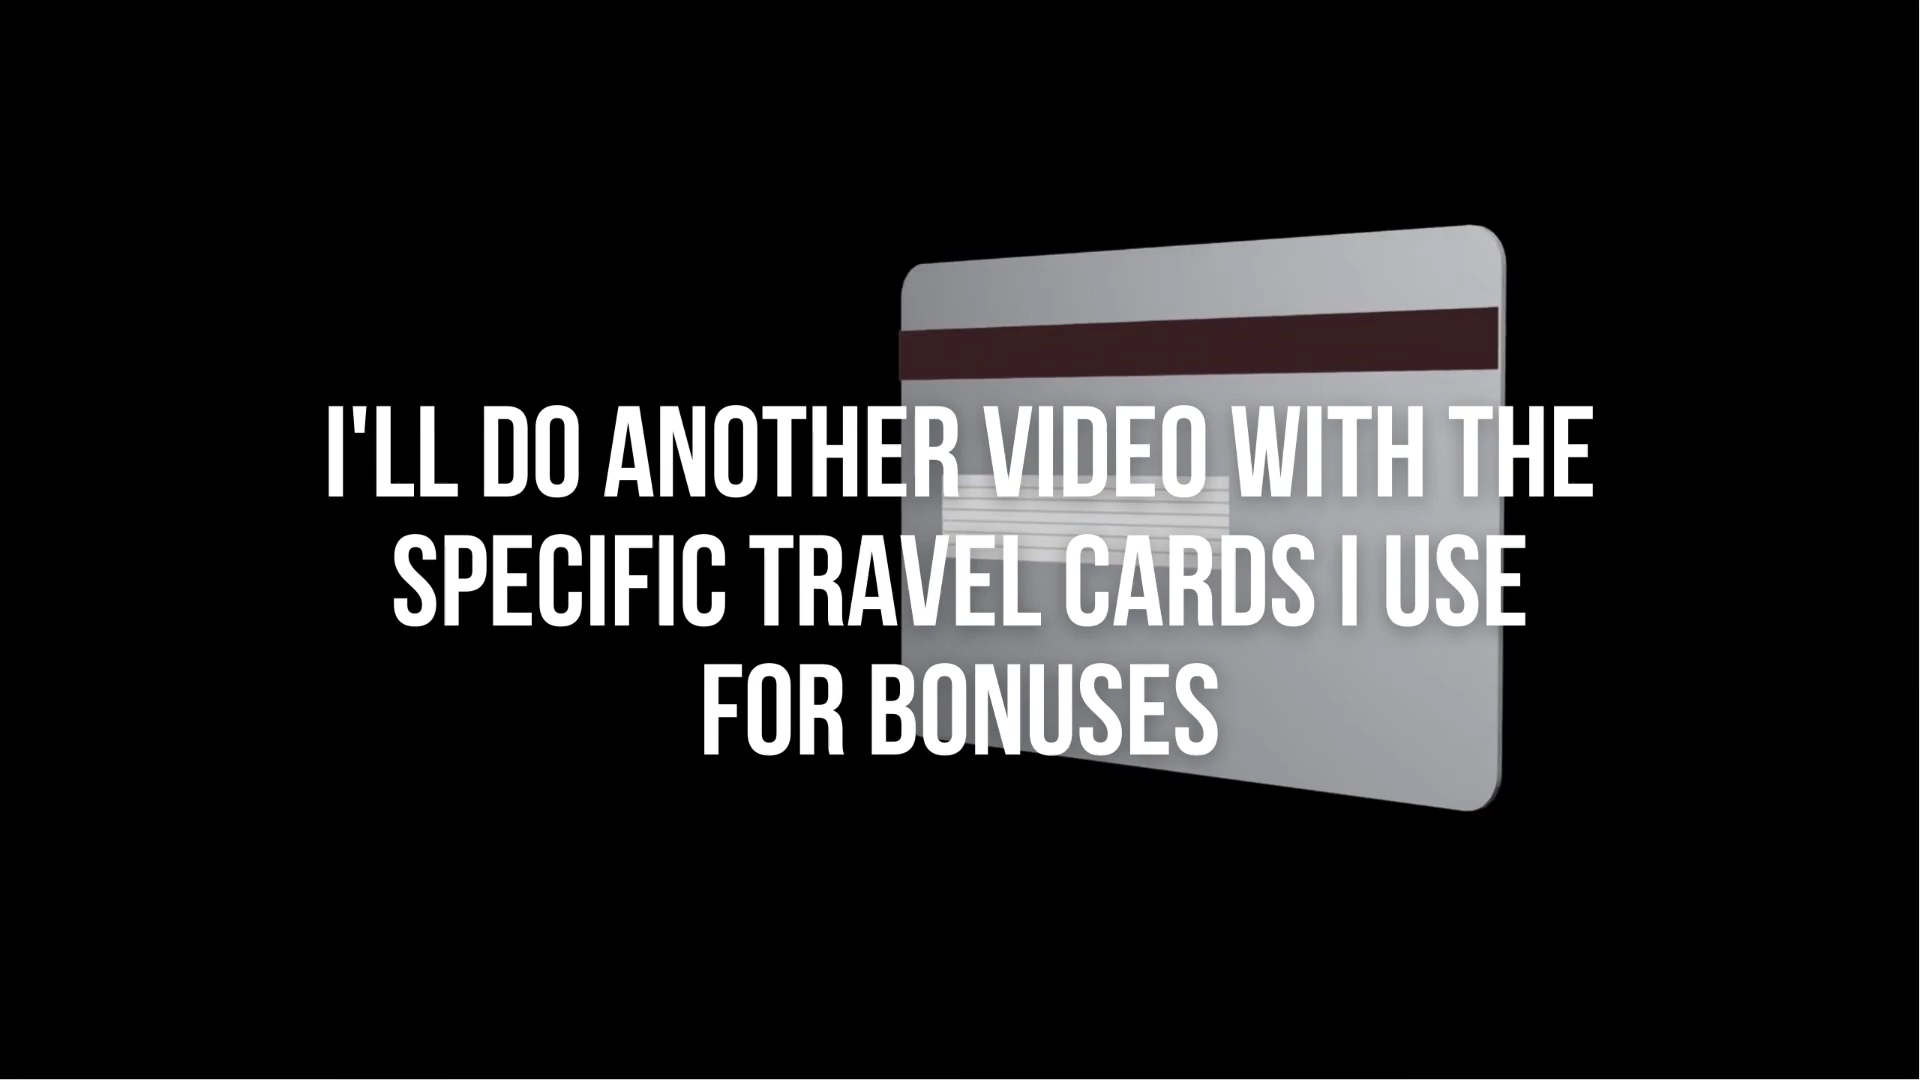 I'LL DO ANOTHER VIDEO WITH THE
SPECIFIC TRAVEL CARDS I USE
FOR BONUSES